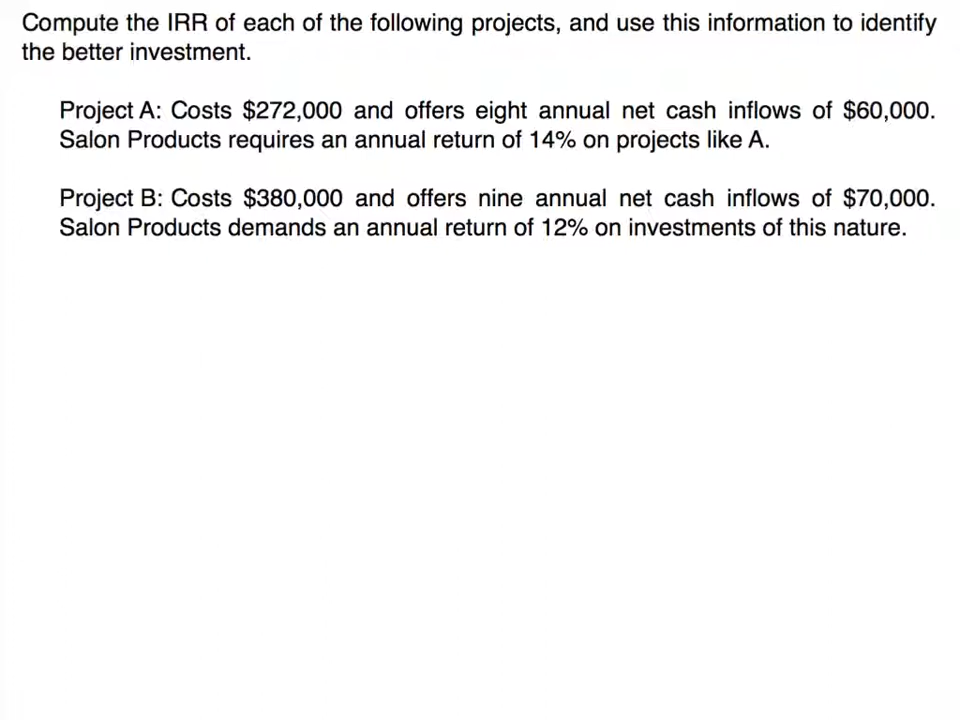 Compute the IRR of each of the following projects, and use this information to identify
the better investment.
Project A: Costs $272,000 and offers eight annual net cash inflows of $60,000.
Salon Products requires an annual return of 14% on projects like A.
Project B: Costs $380,000 and offers nine annual net cash inflows of $70,000.
Salon Products demands an annual return of 12% on investments of this nature.